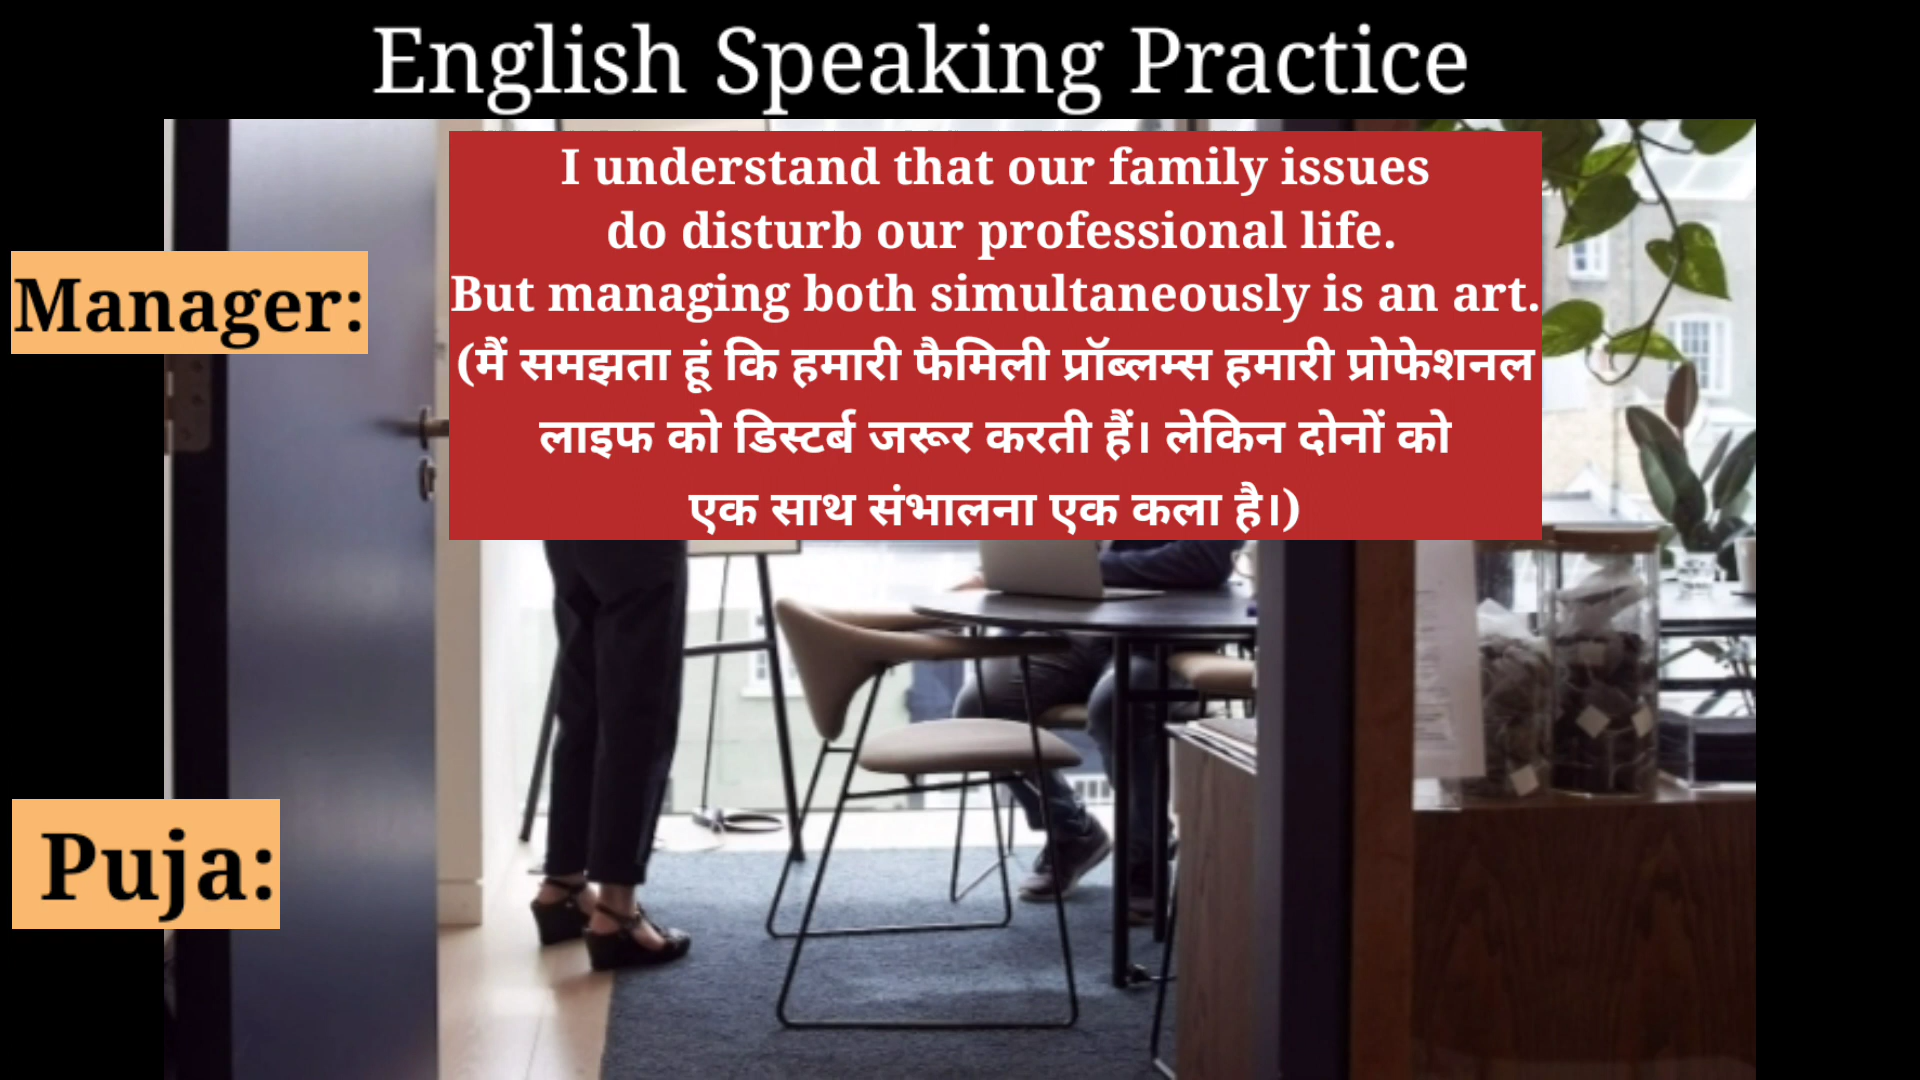 English Speaking Practice
Manager:
I understand that our family issues
do disturb our professional life.
But managing both simultaneously is an art.
(मैं समझता हूं कि हमारी फैमिली प्रॉब्लम्स हमारी प्रोफेशनल
लाइफ को डिस्टर्ब जरूर करती हैं। लेकिन दोनों को
एक साथ संभालना एक कला है।)
Puja: